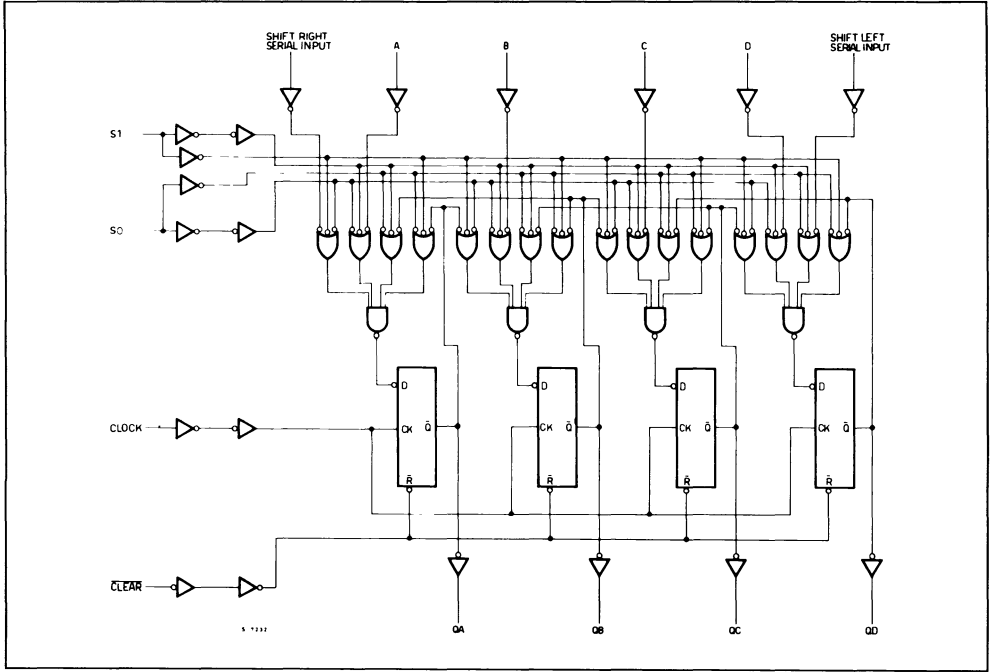 SHIFT RIGHT
SERIAL INPUT
A
B
C
D
SHIFT LEFT
SERIAL INPUT
S1
S0
D
CK
Q̄
R̄
D
CK
Q̄
R̄
D
CK
Q̄
R̄
D
CK
Q̄
R̄
CLOCK
C̅L̅E̅A̅R̅
QA
QB
QC
QD